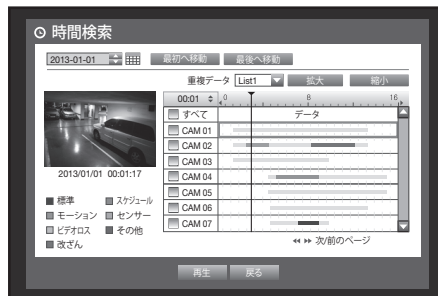 時間検索
2013-01-01 最初へ移動 最後へ移動
重複データ List1 拡大 縮小
00:01 0 8 16
すべて データ
CAM 01
CAM 02
CAM 03
CAM 04
CAM 05
CAM 06
CAM 07
2013/01/01 00:01:17
標準 スケジュール
モーション センサー
ビデオロス その他
改ざん
次/前のページ
再生 戻る